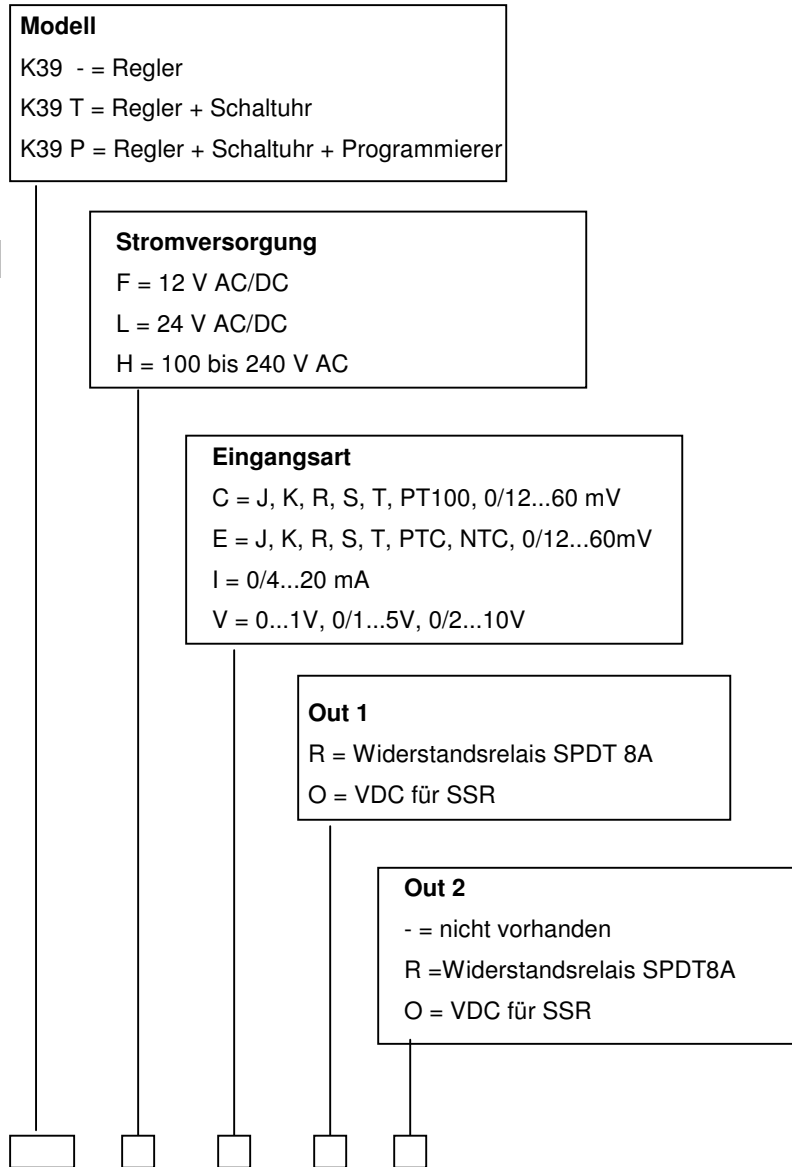 Modell
K39  - = Regler
K39 T = Regler + Schaltuhr
K39 P = Regler + Schaltuhr + Programmierer
Stromversorgung
F = 12 V AC/DC
L = 24 V AC/DC
H = 100 bis 240 V AC
Eingangsart
C = J, K, R, S, T, PT100, 0/12...60 mV
E = J, K, R, S, T, PTC, NTC, 0/12...60mV
I = 0/4...20 mA
V = 0...1V, 0/1...5V, 0/2...10V
Out 1
R = Widerstandsrelais SPDT 8A
O = VDC für SSR
Out 2
- = nicht vorhanden
R =Widerstandsrelais SPDT8A
O = VDC für SSR